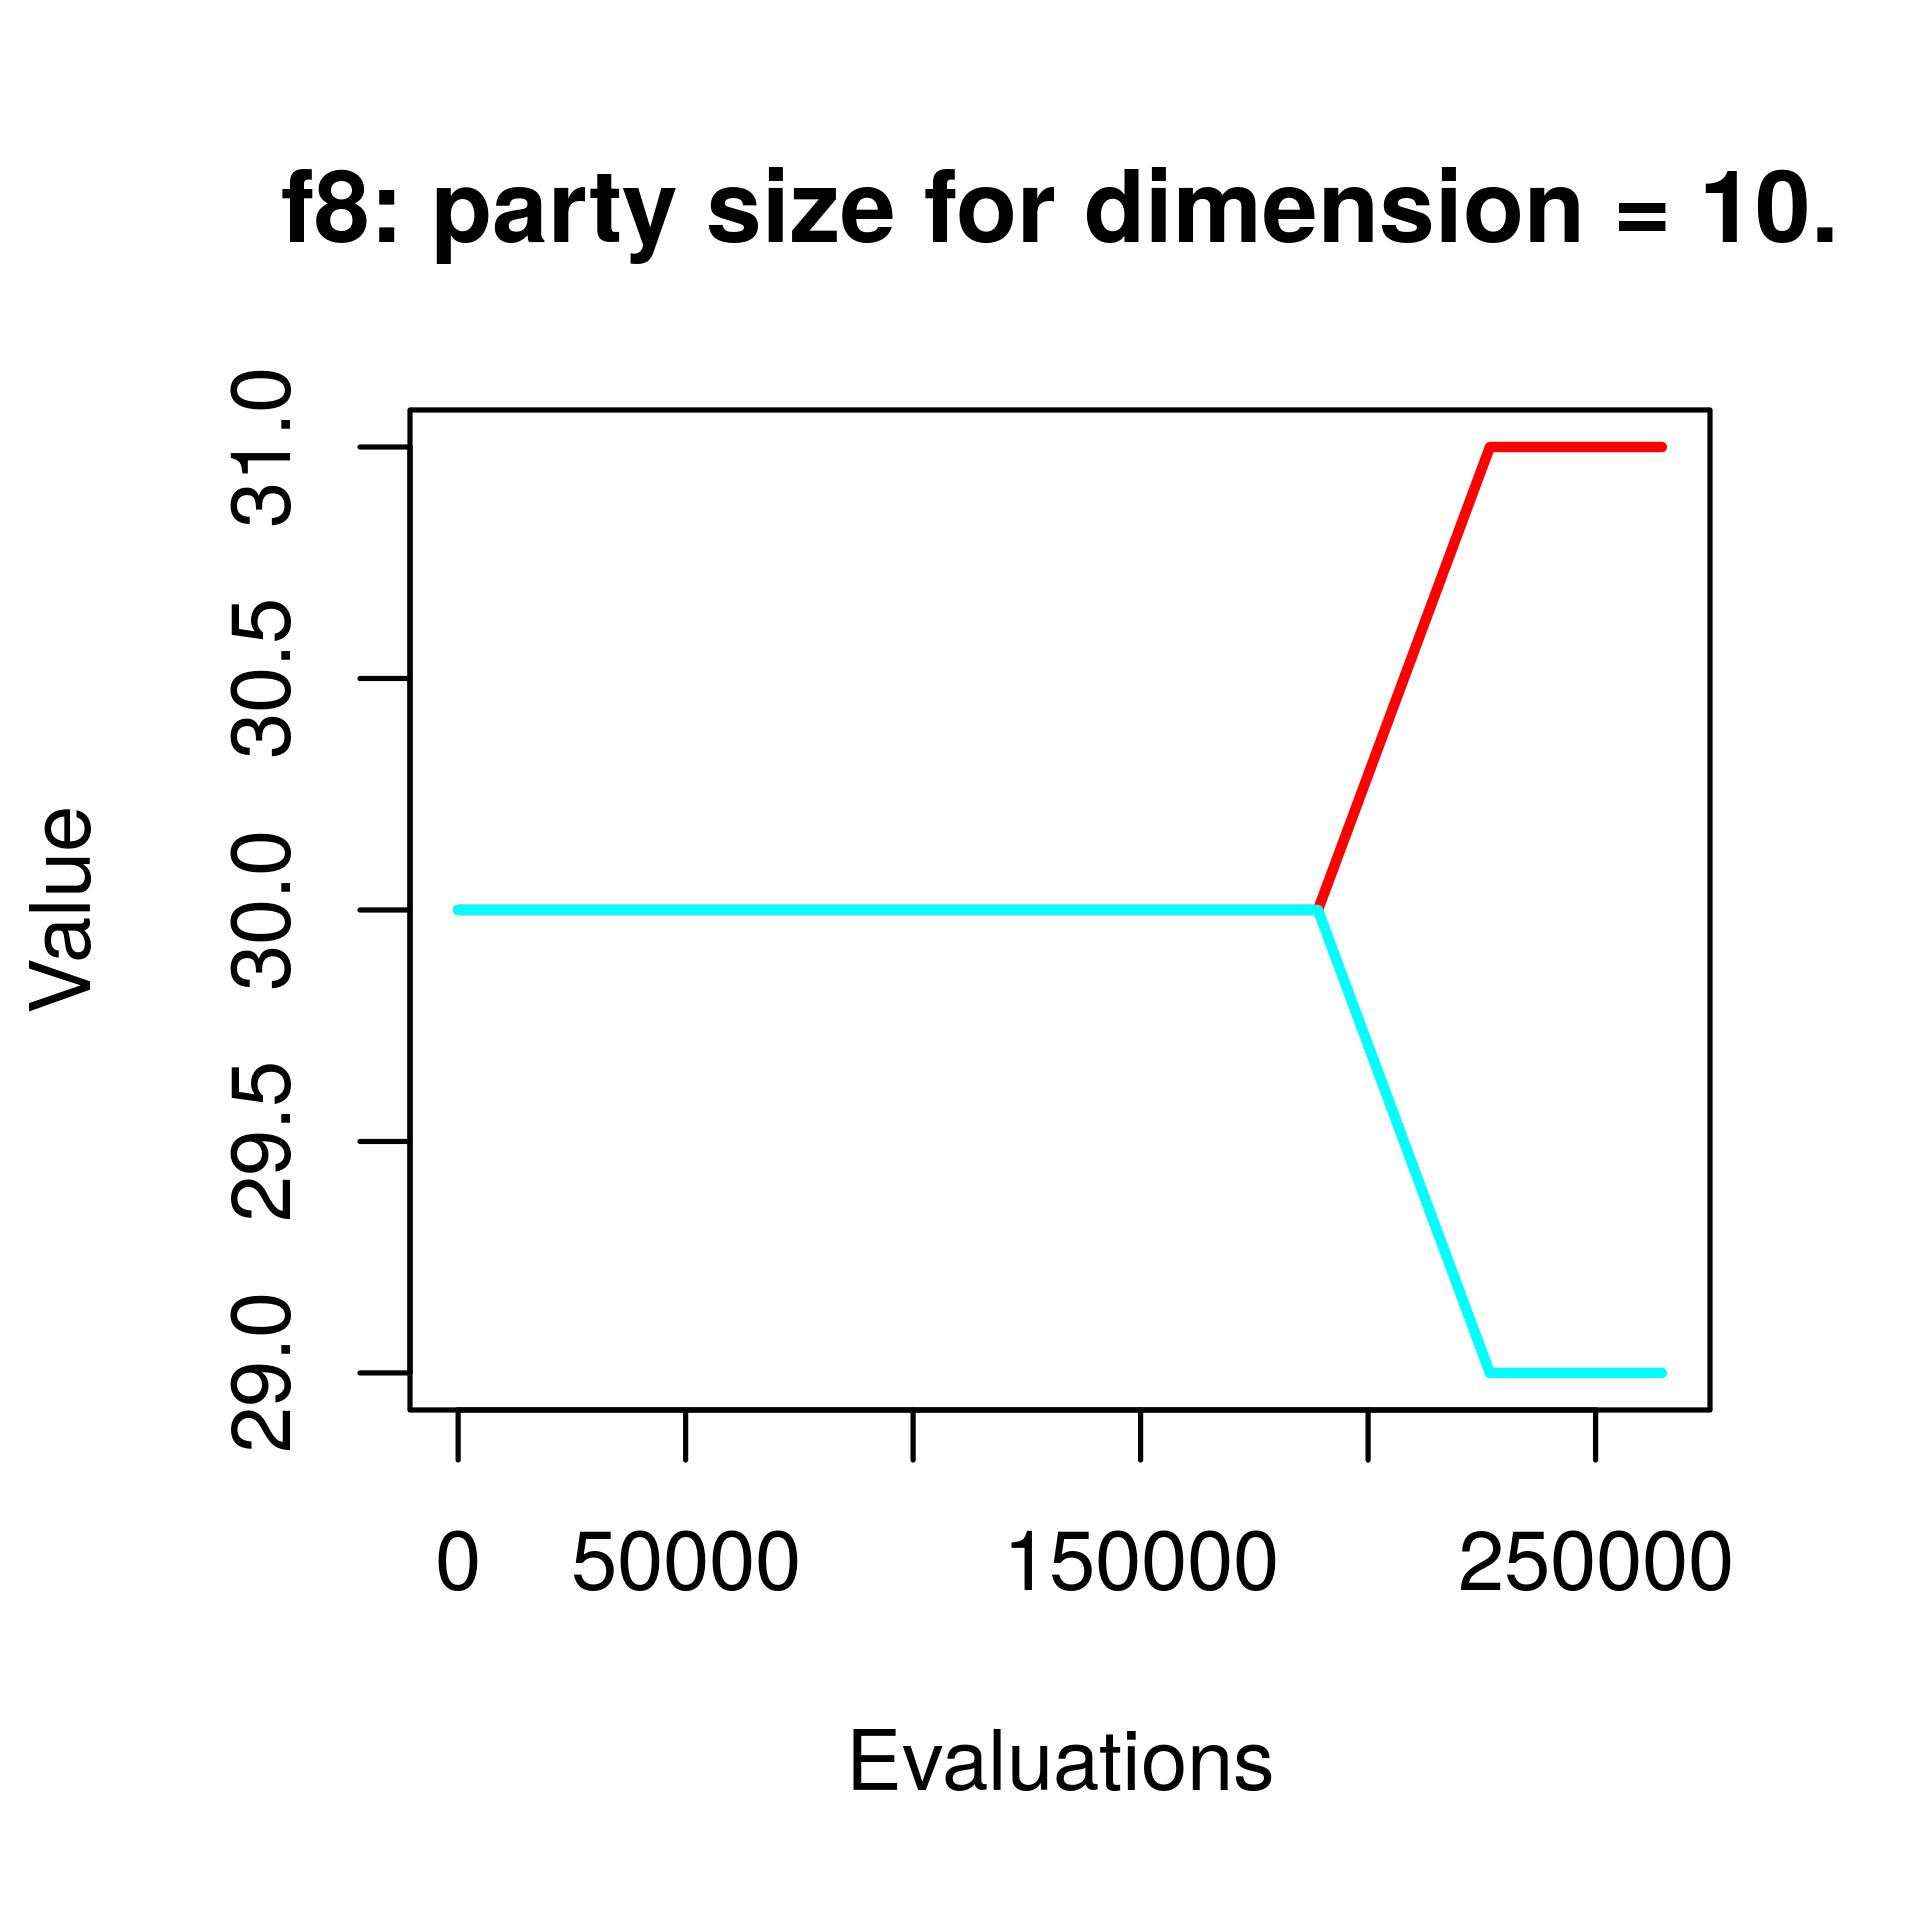 f8: party size for dimension = 10.
31.0
30.5
30.0
29.5
29.0
Value
0 50000 150000 250000
Evaluations